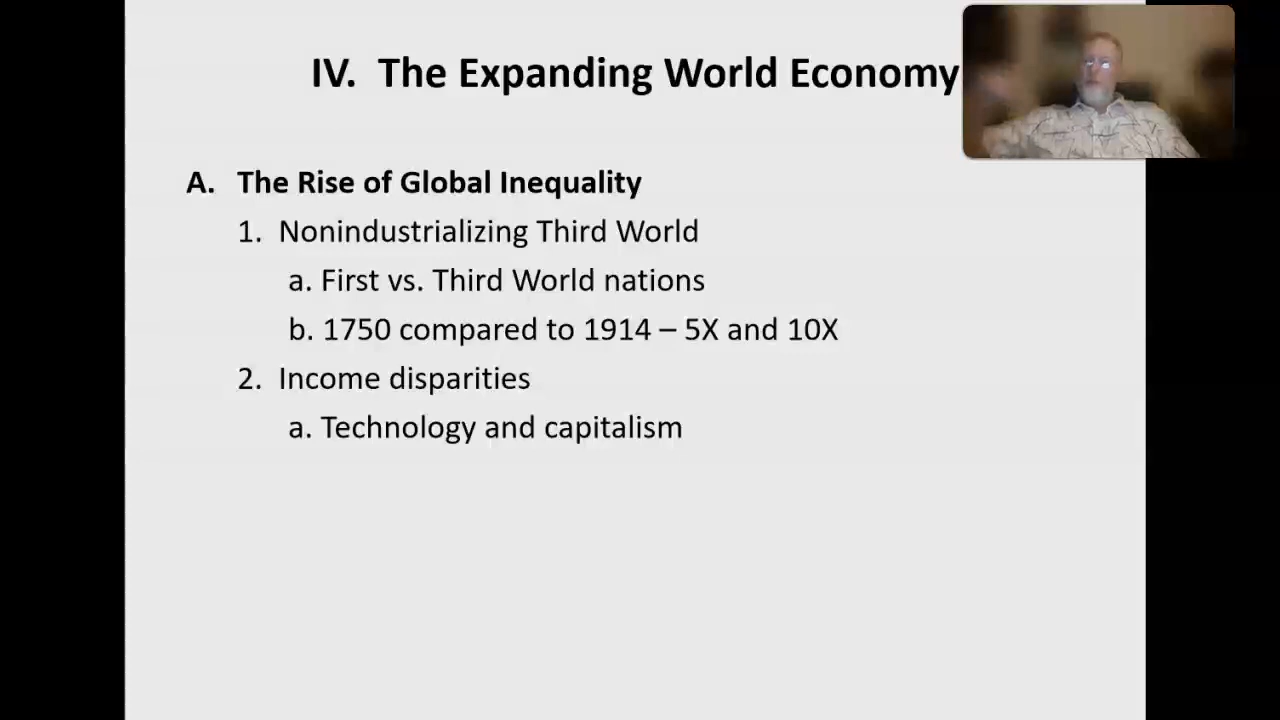 IV. The Expanding World Economy
A. The Rise of Global Inequality
1. Nonindustrializing Third World
a. First vs. Third World nations
b. 1750 compared to 1914 – 5X and 10X
2. Income disparities
a. Technology and capitalism